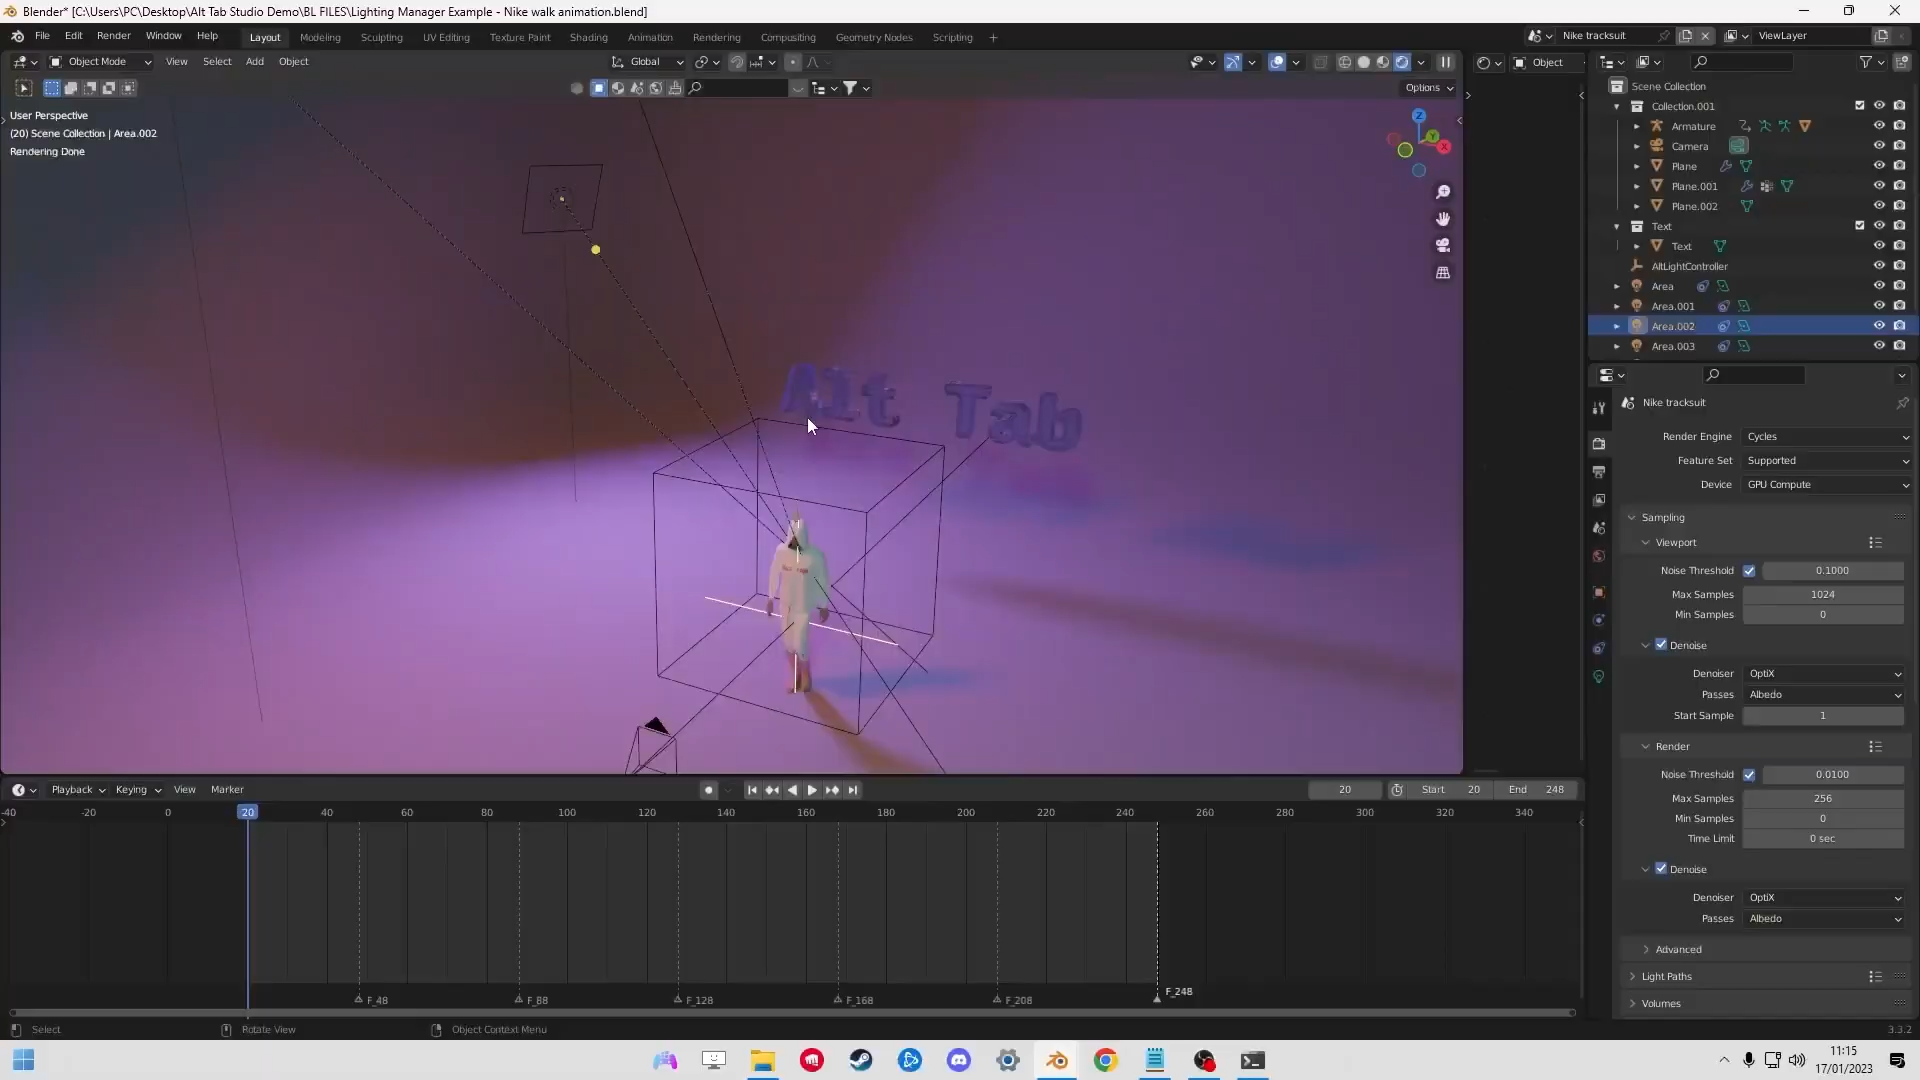 Blender* [C:\Users\PC\Desktop\Alt Tab Studio Demo\BL FILES\Lighting Manager Example - Nike walk animation.blend]
File Edit Render Window Help Layout Modeling Sculpting UV Editing Texture Paint Shading Animation Rendering Compositing Geometry Nodes Scripting + Nike tracksuit ViewLayer
Object Mode View Select Add Object Global Object
Options
User Perspective
(20) Scene Collection | Area.002
Rendering Done
Z
Y
X
Alt Tab
Scene Collection
Collection.001
Armature
Camera
Plane
Plane.001
Plane.002
Text
Text
AltLightController
Area
Area.001
Area.002
Area.003
Nike tracksuit
Render Engine Cycles
Feature Set Supported
Device GPU Compute
Sampling
Viewport
Noise Threshold 0.1000
Max Samples 1024
Min Samples 0
Denoise
Denoiser OptiX
Passes Albedo
Start Sample 1
Render
Noise Threshold 0.0100
Max Samples 256
Min Samples 0
Time Limit 0 sec
Denoise
Denoiser OptiX
Passes Albedo
Advanced
Light Paths
Volumes
Playback Keying View Marker 20 Start 20 End 248
-40 -20 0 20 40 60 80 100 120 140 160 180 200 220 240 260 280 300 320 340
F_48 F_88 F_128 F_168 F_208 F_248
Select Rotate View Object Context Menu 3.3.2
11:15
17/01/2023